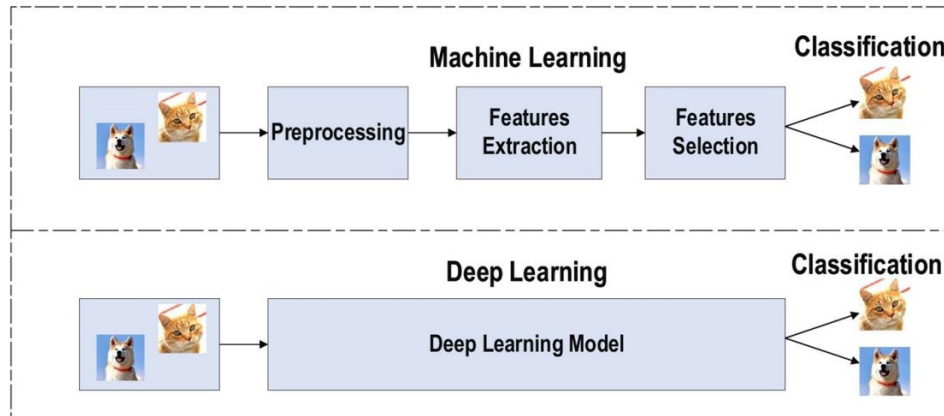 Machine Learning
Classification
Preprocessing
Features
Extraction
Features
Selection
Deep Learning
Classification
Deep Learning Model